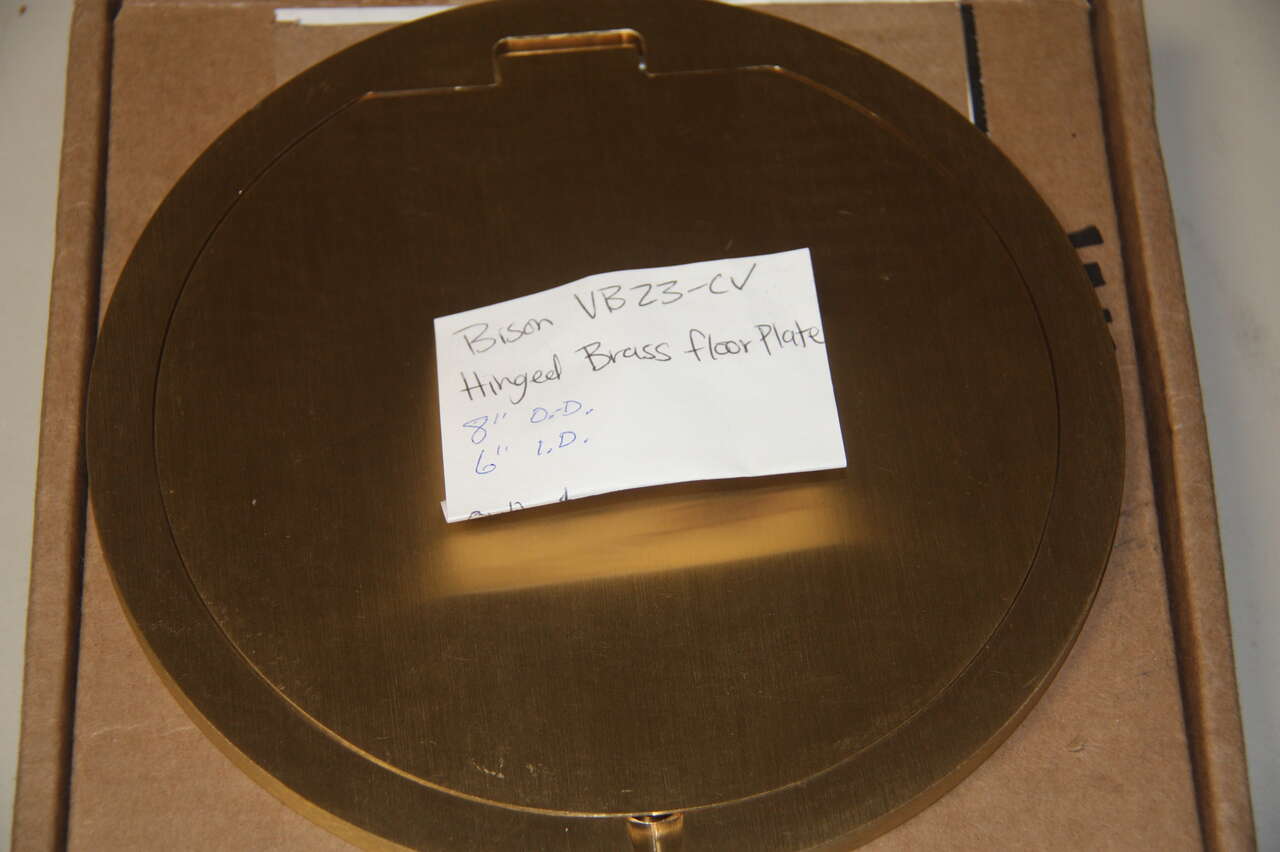 Bison VB23-CV
Hinged Brass floor Plate
8" O.D.
6" I.D.